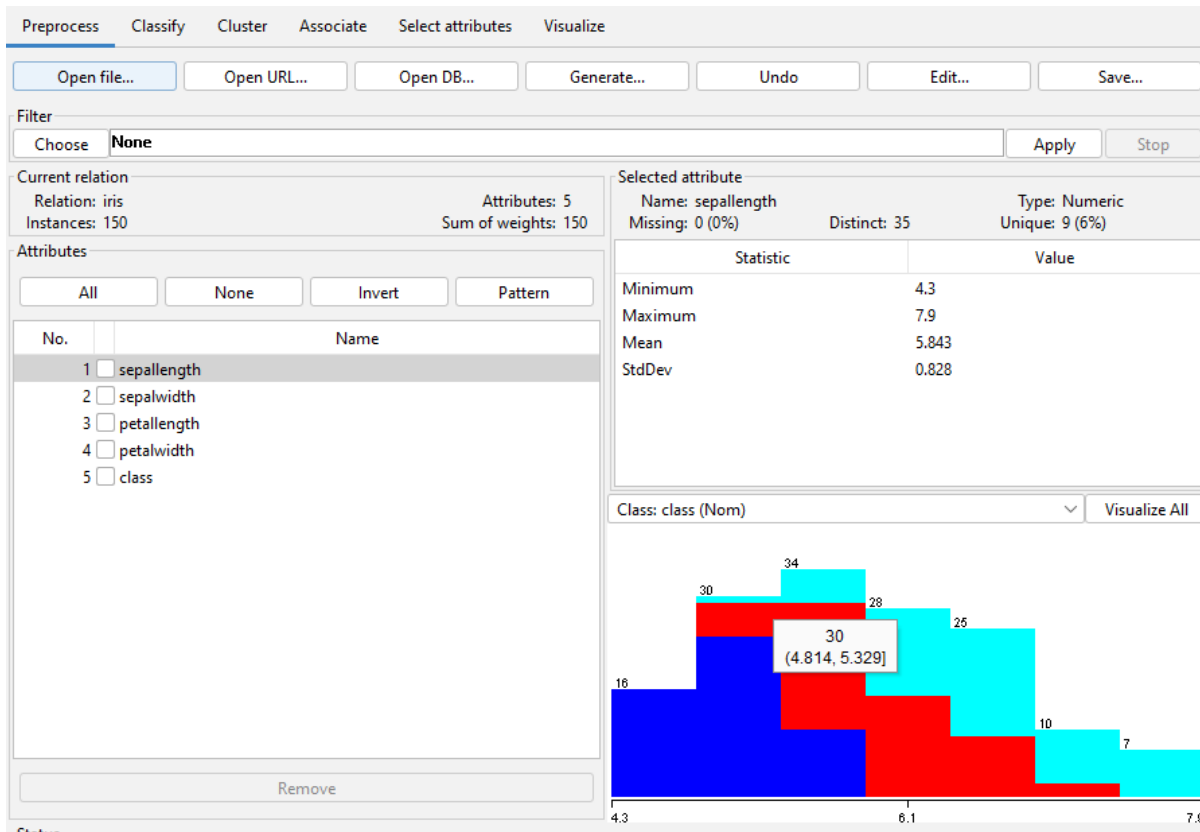 Preprocess Classify Cluster Associate Select attributes Visualize
Open file... Open URL... Open DB... Generate... Undo Edit... Save...
Filter
Choose None Apply Stop
Current relation
Relation: iris Attributes: 5
Instances: 150 Sum of weights: 150
Attributes
All None Invert Pattern
No. Name
1 sepallength
2 sepalwidth
3 petallength
4 petalwidth
5 class
Remove
Selected attribute
Name: sepallength Type: Numeric
Missing: 0 (0%) Distinct: 35 Unique: 9 (6%)
Statistic Value
Minimum 4.3
Maximum 7.9
Mean 5.843
StdDev 0.828
Class: class (Nom) Visualize All
34
30
28
25
16
10
7
30
(4.814, 5.329]
4.3 6.1